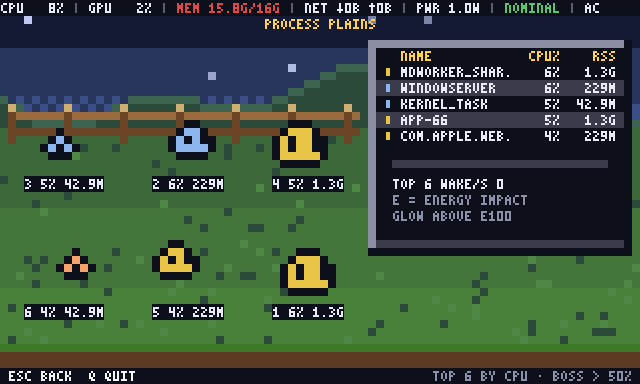 CPU 8% | GPU 2% | MEM 15.8G/16G | NET ↓0B ↑0B | PWR 1.0W | NOMINAL | AC
PROCESS PLAINS
NAME CPU% RSS
MDWORKER_SHAR. 6% 1.3G
WINDOWSERVER 6% 229M
KERNEL_TASK 5% 42.9M
APP-66 5% 1.3G
COM.APPLE.WEB. 4% 229M
TOP 6 WAKE/S 0
E = ENERGY IMPACT
GLOW ABOVE E100
3 5% 42.9M
2 6% 229M
4 5% 1.3G
6 4% 42.9M
5 4% 229M
1 6% 1.3G
ESC BACK Q QUIT
TOP 6 BY CPU · BOSS > 50%